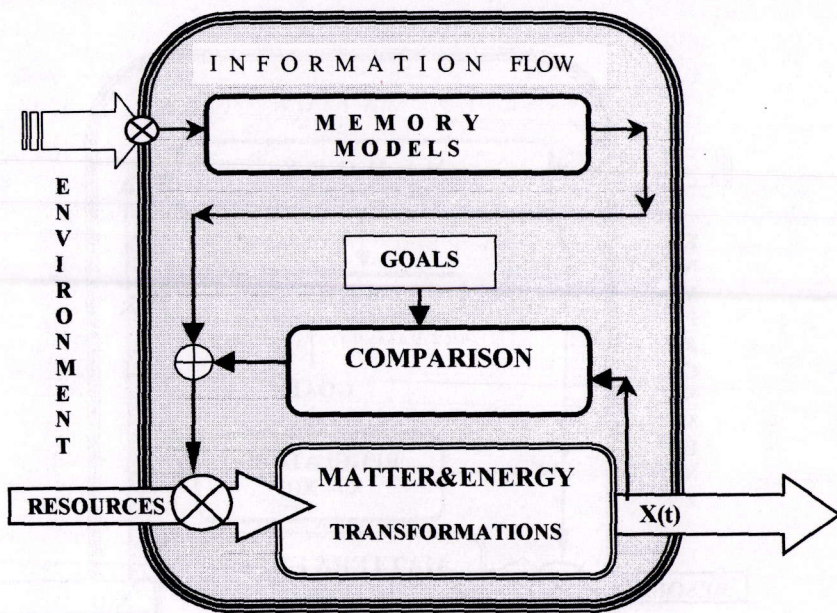 INFORMATION FLOW
MEMORY
MODELS
ENVIRONMENT
GOALS
COMPARISON
RESOURCES
MATTER&ENERGY
TRANSFORMATIONS
X(t)